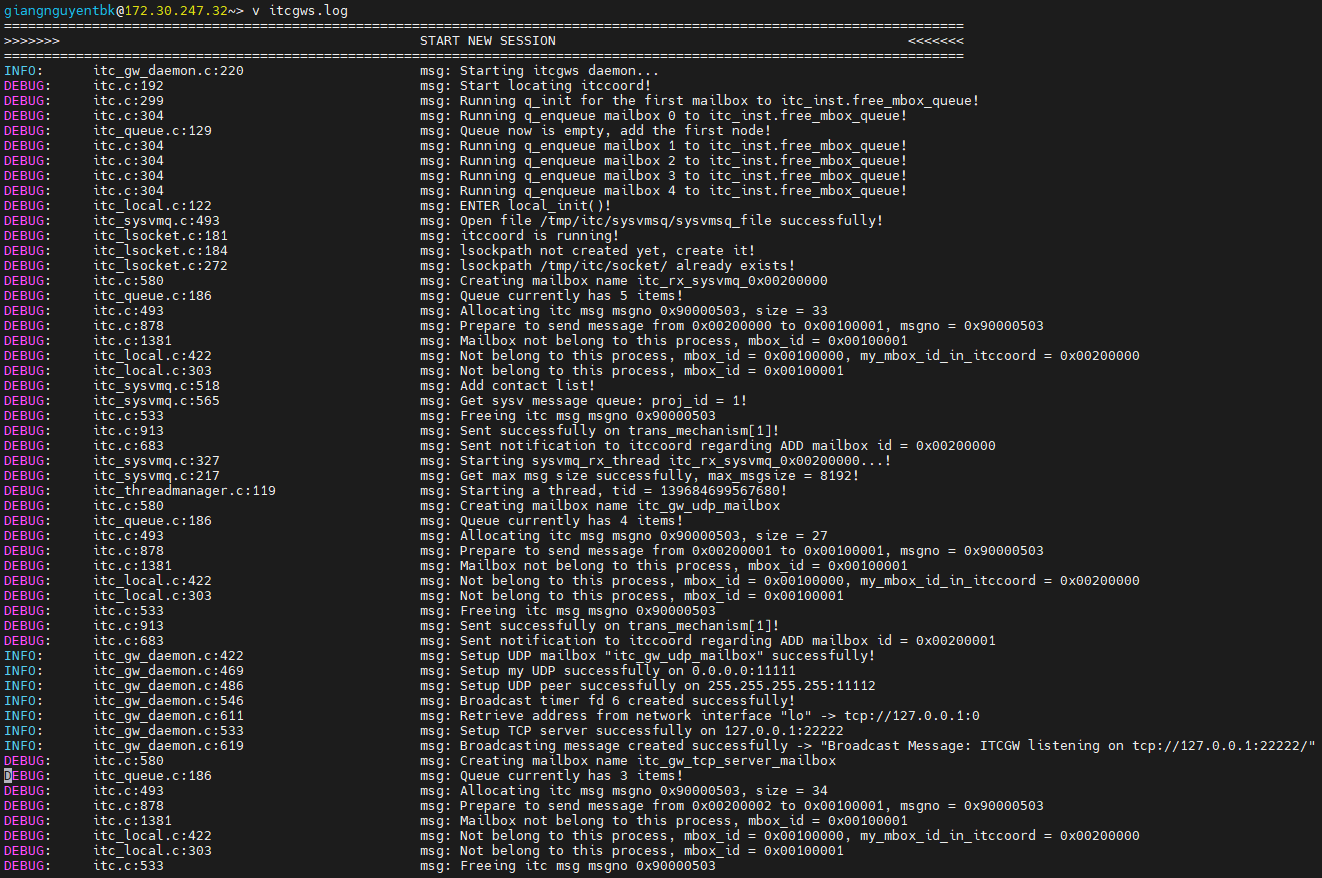 giangnguyentbk@172.30.247.32~> v itcgws.log
========================================================================================================================
>>>>>>> START NEW SESSION <<<<<<<
========================================================================================================================
INFO: itc_gw_daemon.c:220 msg: Starting itcgws daemon...
DEBUG: itc.c:192 msg: Start locating itccoord!
DEBUG: itc.c:299 msg: Running q_init for the first mailbox to itc_inst.free_mbox_queue!
DEBUG: itc.c:304 msg: Running q_enqueue mailbox 0 to itc_inst.free_mbox_queue!
DEBUG: itc_queue.c:129 msg: Queue now is empty, add the first node!
DEBUG: itc.c:304 msg: Running q_enqueue mailbox 1 to itc_inst.free_mbox_queue!
DEBUG: itc.c:304 msg: Running q_enqueue mailbox 2 to itc_inst.free_mbox_queue!
DEBUG: itc.c:304 msg: Running q_enqueue mailbox 3 to itc_inst.free_mbox_queue!
DEBUG: itc.c:304 msg: Running q_enqueue mailbox 4 to itc_inst.free_mbox_queue!
DEBUG: itc_local.c:122 msg: ENTER local_init()!
DEBUG: itc_sysvmq.c:493 msg: Open file /tmp/itc/sysvmsq/sysvmsq_file successfully!
DEBUG: itc_lsocket.c:181 msg: itccoord is running!
DEBUG: itc_lsocket.c:184 msg: lsockpath not created yet, create it!
DEBUG: itc_lsocket.c:272 msg: lsockpath /tmp/itc/socket/ already exists!
DEBUG: itc.c:580 msg: Creating mailbox name itc_rx_sysvmq_0x00200000
DEBUG: itc_queue.c:186 msg: Queue currently has 5 items!
DEBUG: itc.c:493 msg: Allocating itc msg msgno 0x90000503, size = 33
DEBUG: itc.c:878 msg: Prepare to send message from 0x00200000 to 0x00100001, msgno = 0x90000503
DEBUG: itc.c:1381 msg: Mailbox not belong to this process, mbox_id = 0x00100001
DEBUG: itc_local.c:422 msg: Not belong to this process, mbox_id = 0x00100000, my_mbox_id_in_itccoord = 0x00200000
DEBUG: itc_local.c:303 msg: Not belong to this process, mbox_id = 0x00100001
DEBUG: itc_sysvmq.c:518 msg: Add contact list!
DEBUG: itc_sysvmq.c:565 msg: Get sysv message queue: proj_id = 1!
DEBUG: itc.c:533 msg: Freeing itc msg msgno 0x90000503
DEBUG: itc.c:913 msg: Sent successfully on trans_mechanism[1]!
DEBUG: itc.c:683 msg: Sent notification to itccoord regarding ADD mailbox id = 0x00200000
DEBUG: itc_sysvmq.c:327 msg: Starting sysvmq_rx_thread itc_rx_sysvmq_0x00200000...!
DEBUG: itc_sysvmq.c:217 msg: Get max msg size successfully, max_msgsize = 8192!
DEBUG: itc_threadmanager.c:119 msg: Starting a thread, tid = 139684699567680!
DEBUG: itc.c:580 msg: Creating mailbox name itc_gw_udp_mailbox
DEBUG: itc_queue.c:186 msg: Queue currently has 4 items!
DEBUG: itc.c:493 msg: Allocating itc msg msgno 0x90000503, size = 27
DEBUG: itc.c:878 msg: Prepare to send message from 0x00200001 to 0x00100001, msgno = 0x90000503
DEBUG: itc.c:1381 msg: Mailbox not belong to this process, mbox_id = 0x00100001
DEBUG: itc_local.c:422 msg: Not belong to this process, mbox_id = 0x00100000, my_mbox_id_in_itccoord = 0x00200000
DEBUG: itc_local.c:303 msg: Not belong to this process, mbox_id = 0x00100001
DEBUG: itc.c:533 msg: Freeing itc msg msgno 0x90000503
DEBUG: itc.c:913 msg: Sent successfully on trans_mechanism[1]!
DEBUG: itc.c:683 msg: Sent notification to itccoord regarding ADD mailbox id = 0x00200001
INFO: itc_gw_daemon.c:422 msg: Setup UDP mailbox "itc_gw_udp_mailbox" successfully!
INFO: itc_gw_daemon.c:469 msg: Setup my UDP successfully on 0.0.0.0:11111
INFO: itc_gw_daemon.c:486 msg: Setup UDP peer successfully on 255.255.255.255:11112
INFO: itc_gw_daemon.c:546 msg: Broadcast timer fd 6 created successfully!
INFO: itc_gw_daemon.c:611 msg: Retrieve address from network interface "lo" -> tcp://127.0.0.1:0
INFO: itc_gw_daemon.c:533 msg: Setup TCP server successfully on 127.0.0.1:22222
INFO: itc_gw_daemon.c:619 msg: Broadcasting message created successfully -> "Broadcast Message: ITCGW listening on tcp://127.0.0.1:22222/"
DEBUG: itc.c:580 msg: Creating mailbox name itc_gw_tcp_server_mailbox
DEBUG: itc_queue.c:186 msg: Queue currently has 3 items!
DEBUG: itc.c:493 msg: Allocating itc msg msgno 0x90000503, size = 34
DEBUG: itc.c:878 msg: Prepare to send message from 0x00200002 to 0x00100001, msgno = 0x90000503
DEBUG: itc.c:1381 msg: Mailbox not belong to this process, mbox_id = 0x00100001
DEBUG: itc_local.c:422 msg: Not belong to this process, mbox_id = 0x00100000, my_mbox_id_in_itccoord = 0x00200000
DEBUG: itc_local.c:303 msg: Not belong to this process, mbox_id = 0x00100001
DEBUG: itc.c:533 msg: Freeing itc msg msgno 0x90000503